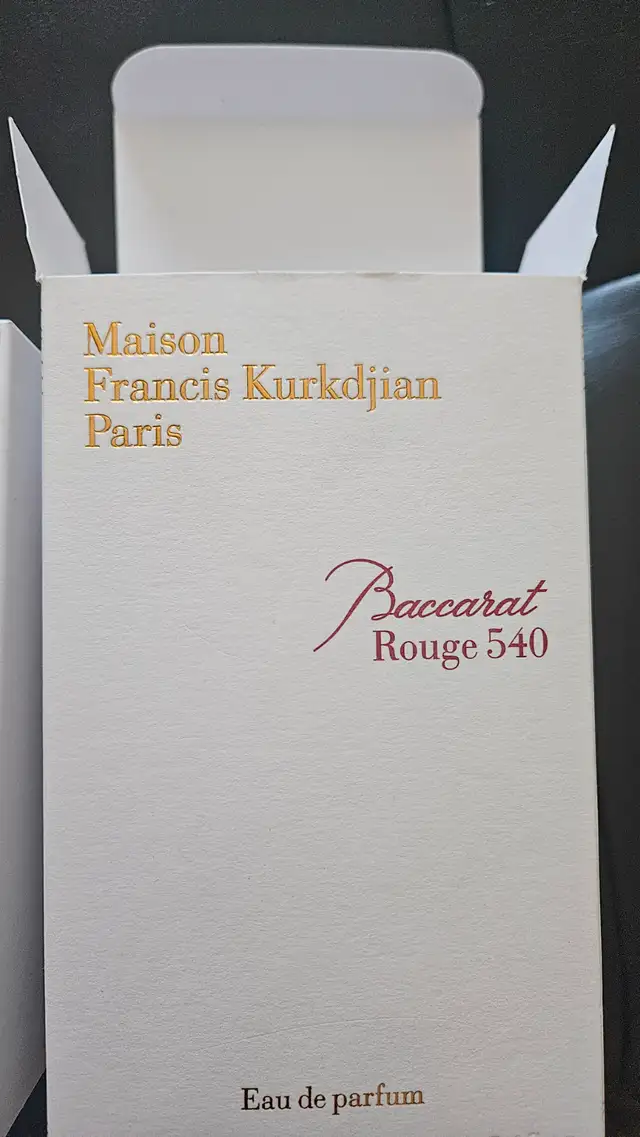 Maison
Francis Kurkdjian
Paris
Baccarat
Rouge 540
Eau de parfum